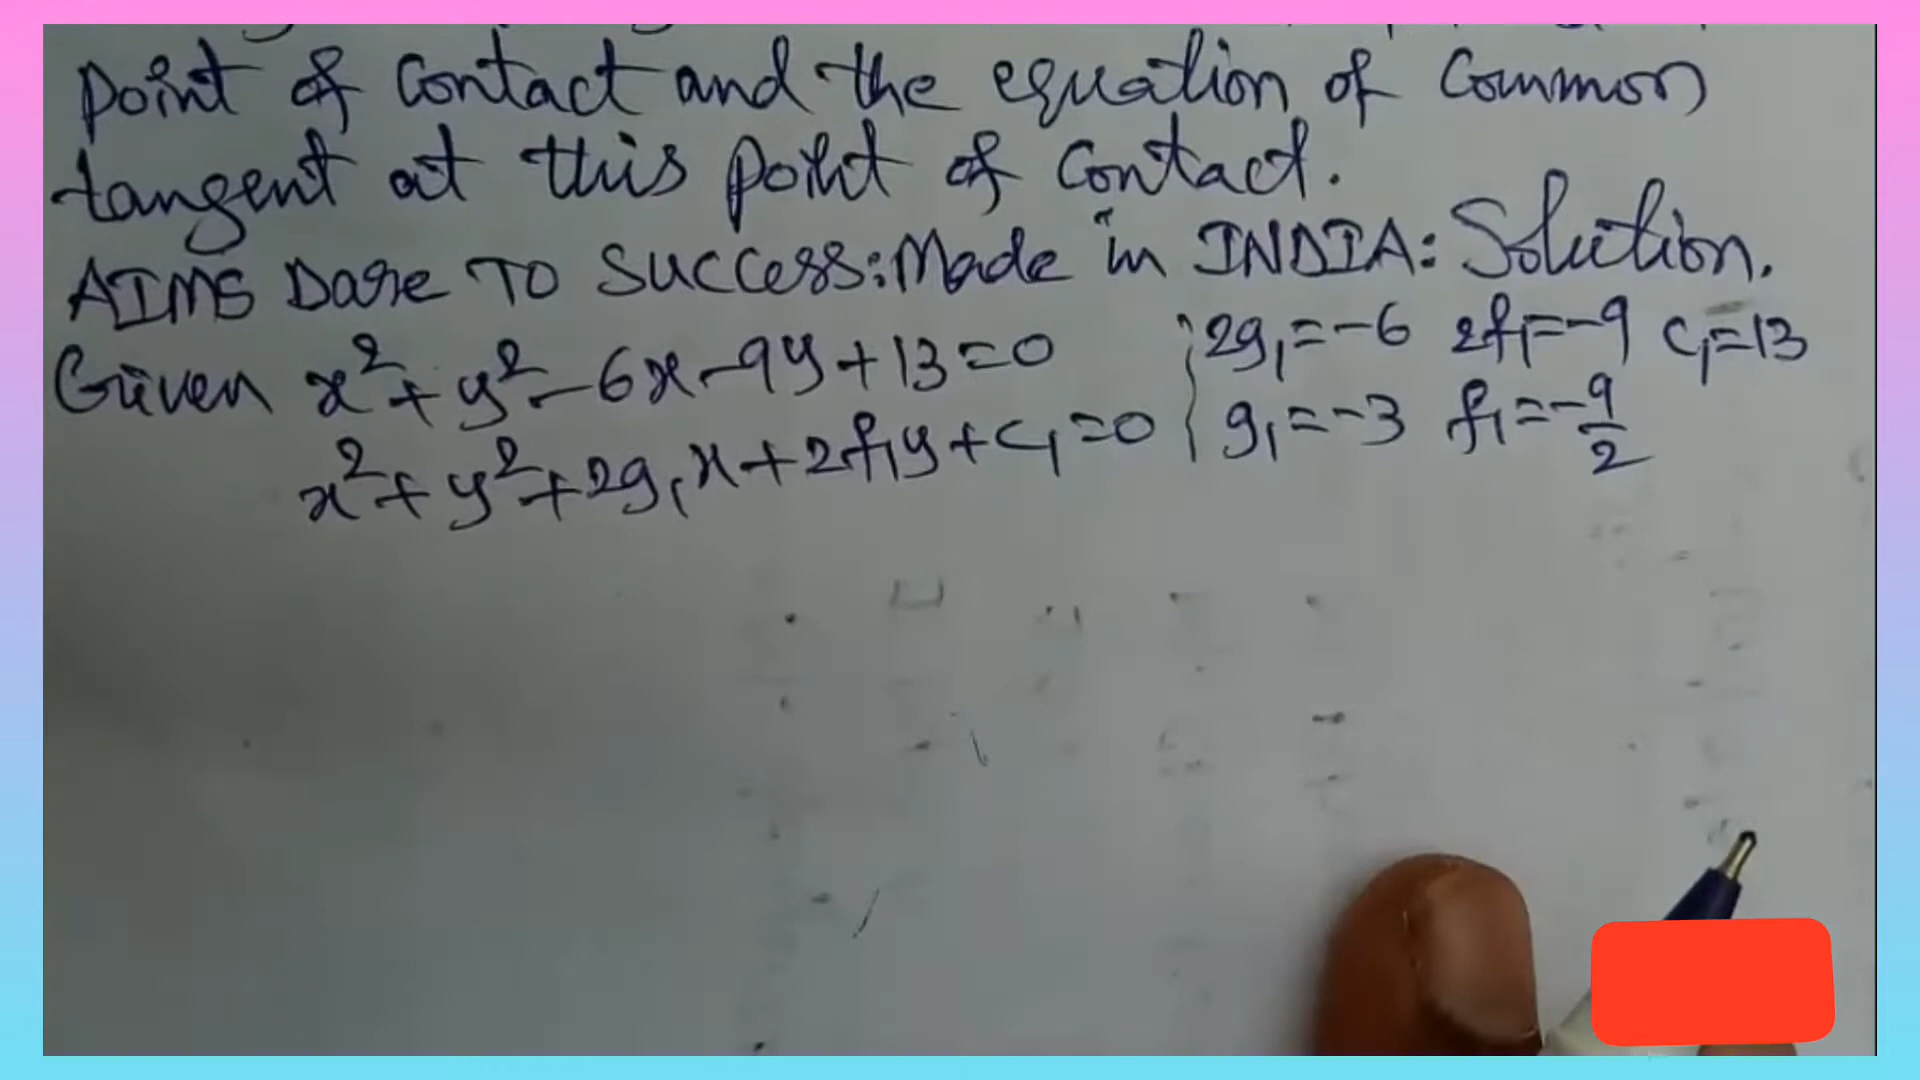 Point of Contact and the equation of Common
tangent at this point of Contact.
AIMS Dare TO Success: Made in INDIA: Solution.
Given x²+y²-6x-9y+13=0 2g₁=-6 2f₁=-9 c₁=13
x²+y²+2g₁x+2f₁y+c₁=0 g₁=-3 f₁=-9/2